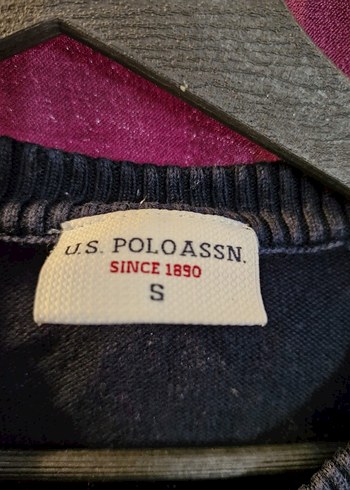 U.S. POLO ASSN.
SINCE 1890
S